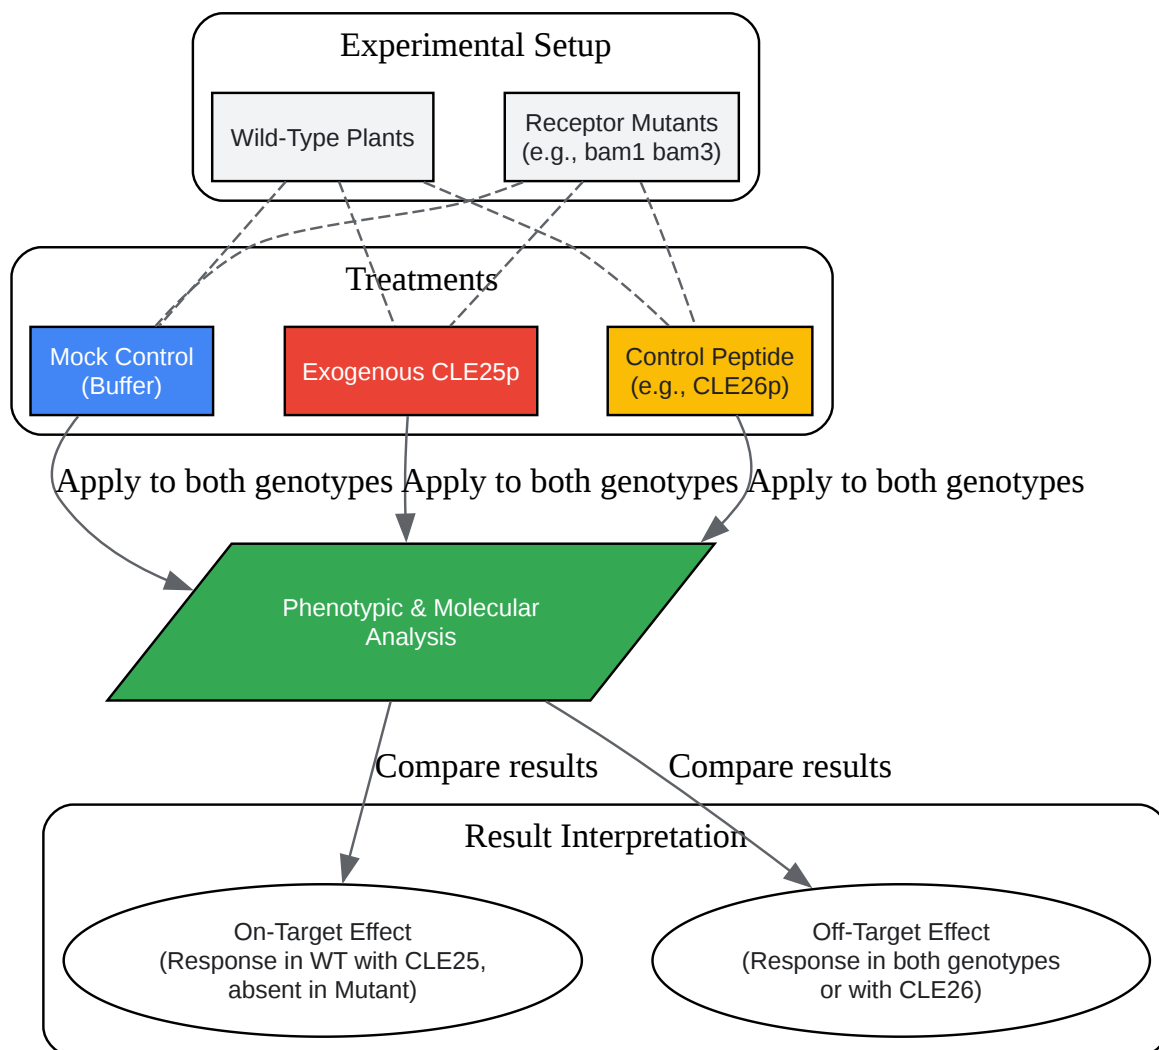 Experimental Setup
Wild-Type Plants
Receptor Mutants
(e.g., bam1 bam3)
Treatments
Mock Control
(Buffer)
Exogenous CLE25p
Control Peptide
(e.g., CLE26p)
Apply to both genotypes
Apply to both genotypes
Apply to both genotypes
Phenotypic & Molecular
Analysis
Compare results
Compare results
Result Interpretation
On-Target Effect
(Response in WT with CLE25,
absent in Mutant)
Off-Target Effect
(Response in both genotypes
or with CLE26)